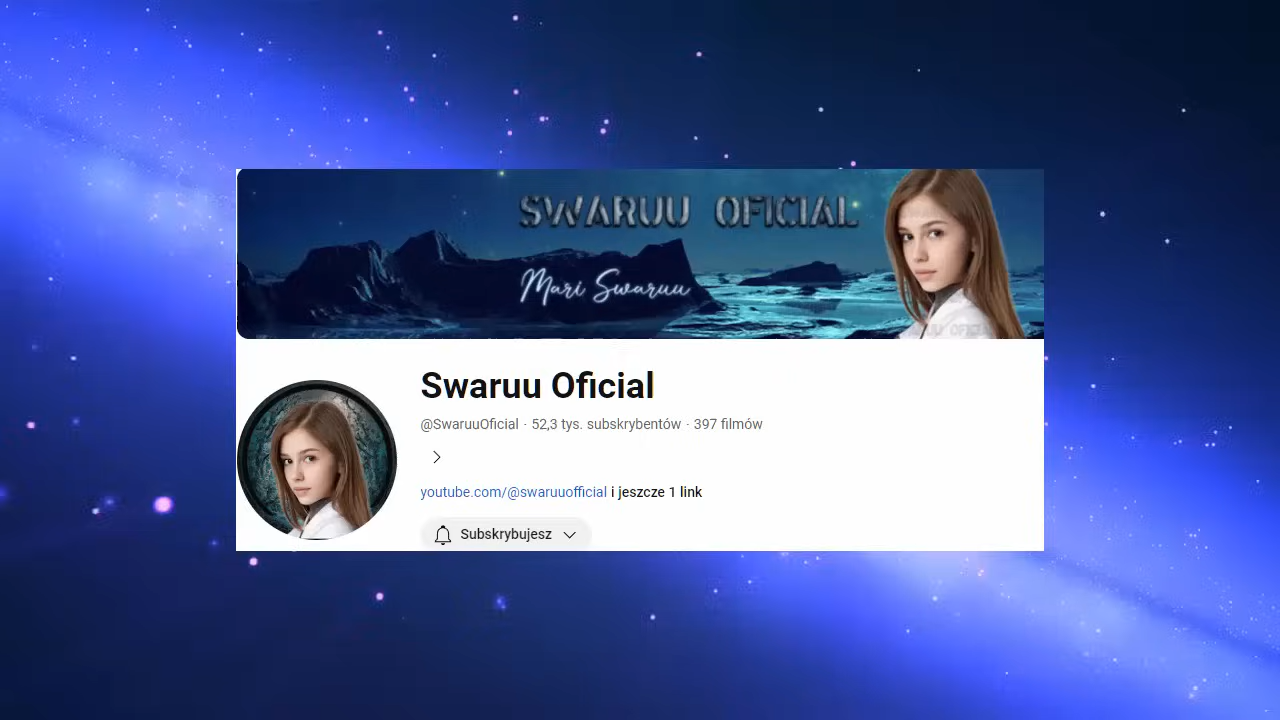 SWARUU OFICIAL
Mari Swaruu
Swaruu Oficial
@SwaruuOficial · 52,3 tys. subskrybentów · 397 filmów
youtube.com/@swaruuofficial i jeszcze 1 link
Subskrybujesz